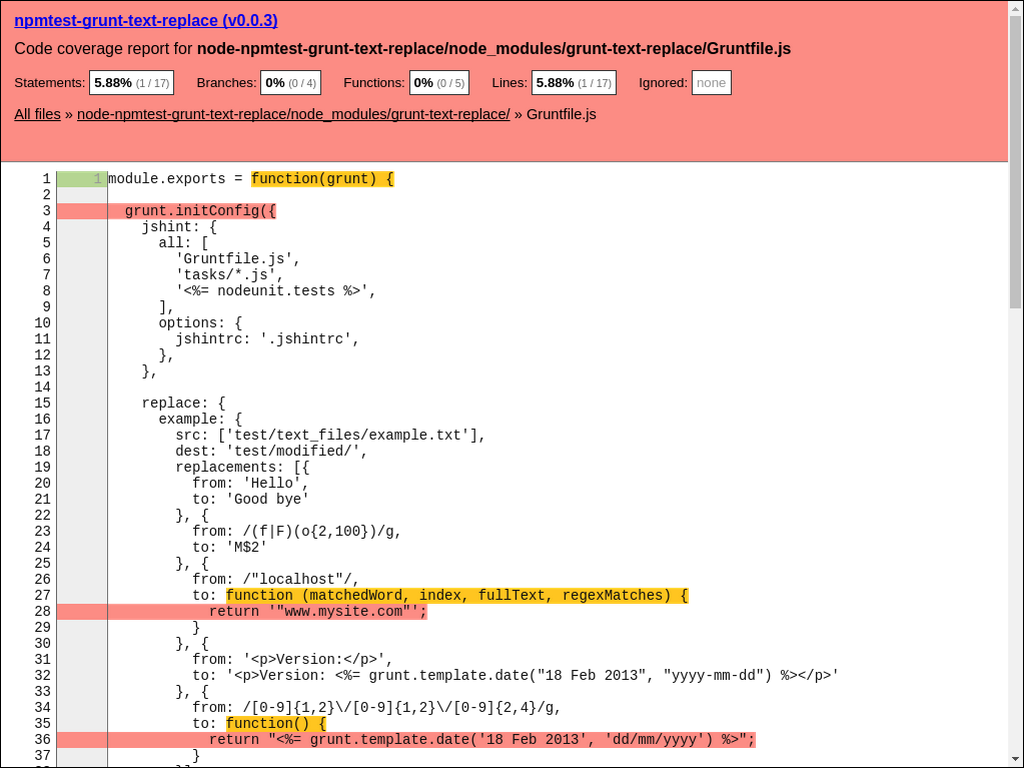 npmtest-grunt-text-replace (v0.0.3)
Code coverage report for node-npmtest-grunt-text-replace/node_modules/grunt-text-replace/Gruntfile.js
Statements: 5.88% (1 / 17) Branches: 0% (0 / 4) Functions: 0% (0 / 5) Lines: 5.88% (1 / 17) Ignored: none
All files » node-npmtest-grunt-text-replace/node_modules/grunt-text-replace/ » Gruntfile.js
1 1 module.exports = function(grunt) {
2
3   grunt.initConfig({
4     jshint: {
5       all: [
6         'Gruntfile.js',
7         'tasks/*.js',
8         '<%= nodeunit.tests %>',
9       ],
10       options: {
11         jshintrc: '.jshintrc',
12       },
13     },
14
15     replace: {
16       example: {
17         src: ['test/text_files/example.txt'],
18         dest: 'test/modified/',
19         replacements: [{
20           from: 'Hello',
21           to: 'Good bye'
22         }, {
23           from: /(f|F)(o{2,100})/g,
24           to: 'M$2'
25         }, {
26           from: /"localhost"/,
27           to: function (matchedWord, index, fullText, regexMatches) {
28             return '"www.mysite.com"';
29           }
30         }, {
31           from: '<p>Version:</p>',
32           to: '<p>Version: <%= grunt.template.date("18 Feb 2013", "yyyy-mm-dd") %></p>'
33         }, {
34           from: /[0-9]{1,2}\/[0-9]{1,2}\/[0-9]{2,4}/g,
35           to: function() {
36             return "<%= grunt.template.date('18 Feb 2013', 'dd/mm/yyyy') %>";
37           }